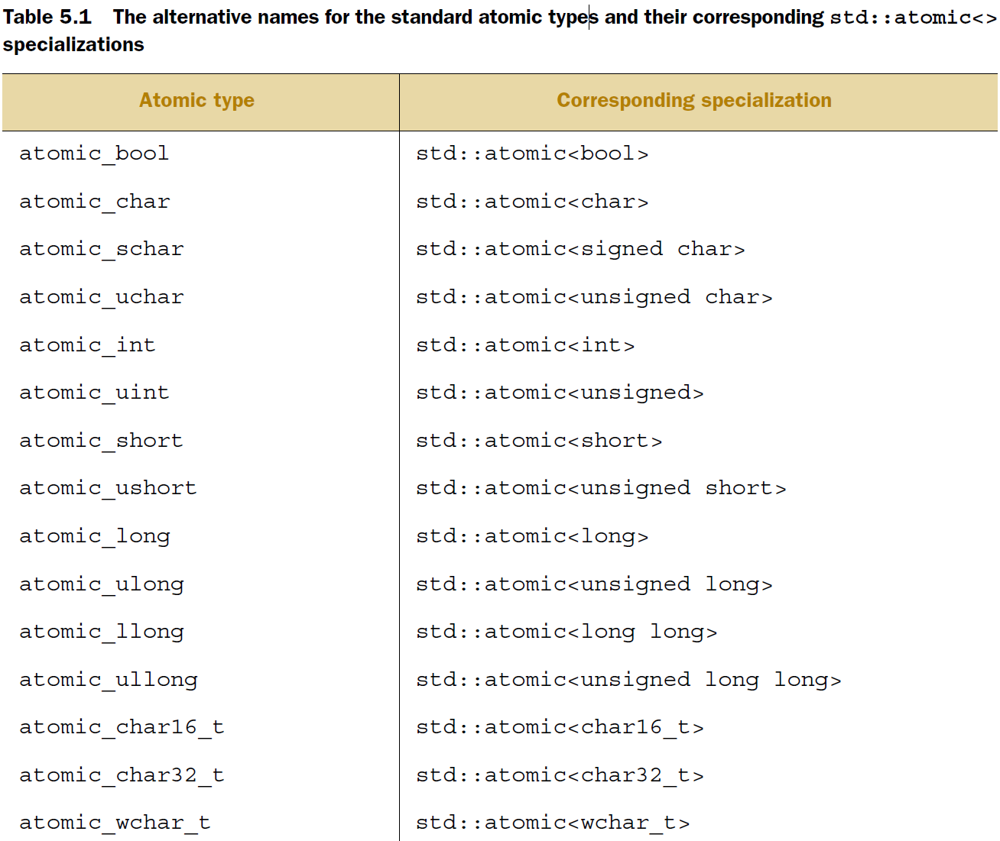 Table 5.1 The alternative names for the standard atomic types and their corresponding std::atomic<>
specializations
Atomic type Corresponding specialization
atomic_bool std::atomic<bool>
atomic_char std::atomic<char>
atomic_schar std::atomic<signed char>
atomic_uchar std::atomic<unsigned char>
atomic_int std::atomic<int>
atomic_uint std::atomic<unsigned>
atomic_short std::atomic<short>
atomic_ushort std::atomic<unsigned short>
atomic_long std::atomic<long>
atomic_ulong std::atomic<unsigned long>
atomic_llong std::atomic<long long>
atomic_ullong std::atomic<unsigned long long>
atomic_char16_t std::atomic<char16_t>
atomic_char32_t std::atomic<char32_t>
atomic_wchar_t std::atomic<wchar_t>